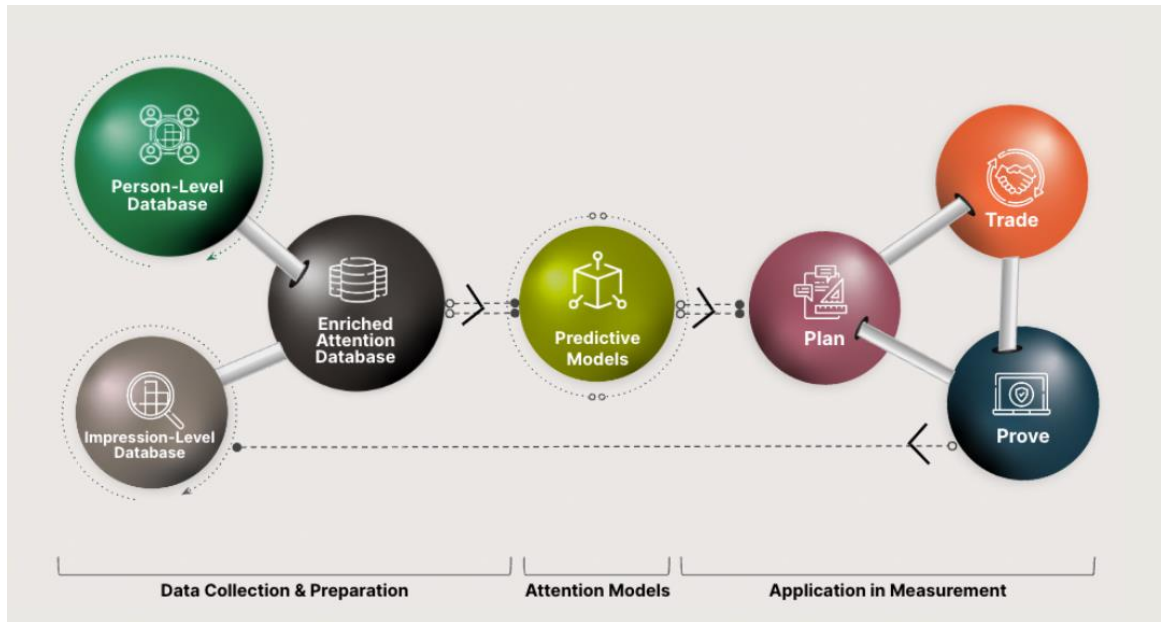 Person-Level
Database
Enriched
Attention
Database
Impression-Level
Database
Predictive
Models
Plan
Trade
Prove
Data Collection & Preparation
Attention Models
Application in Measurement